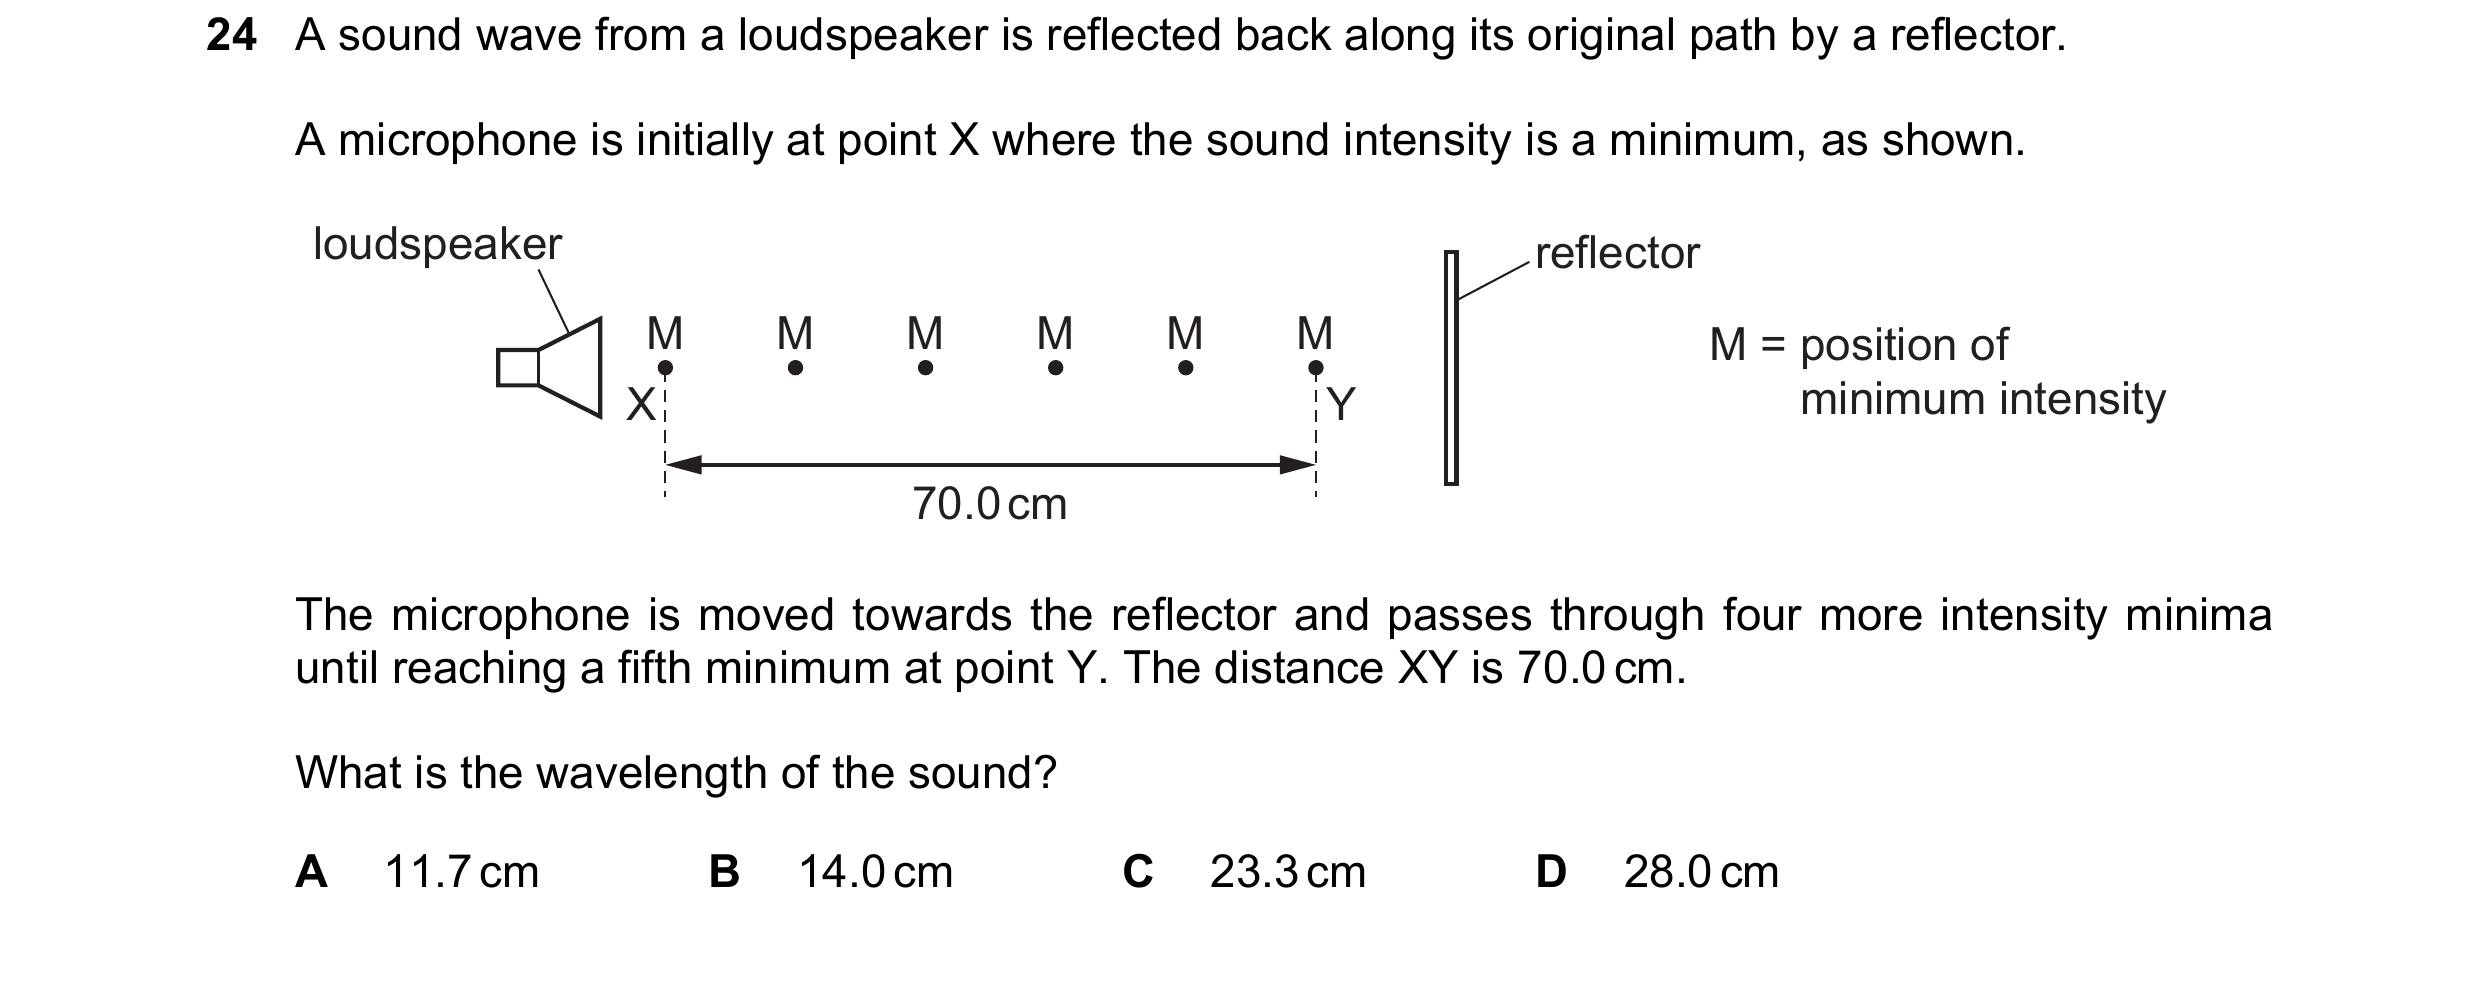 24 A sound wave from a loudspeaker is reflected back along its original path by a reflector.
A microphone is initially at point X where the sound intensity is a minimum, as shown.
loudspeaker
reflector
M M M M M M
M = position of
minimum intensity
X Y
70.0 cm
The microphone is moved towards the reflector and passes through four more intensity minima
until reaching a fifth minimum at point Y. The distance XY is 70.0 cm.
What is the wavelength of the sound?
A 11.7 cm B 14.0 cm C 23.3 cm D 28.0 cm